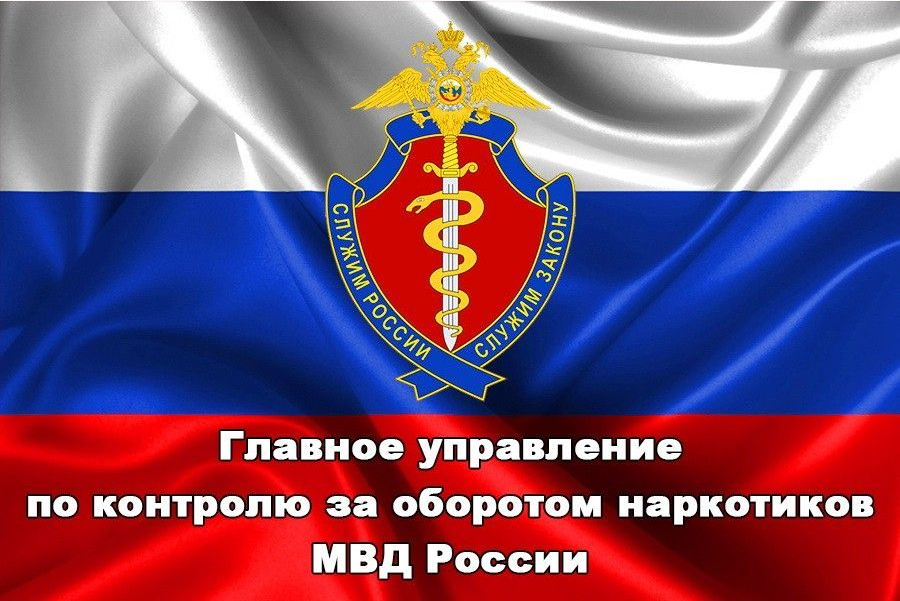 СЛУЖИМ РОССИИ
СЛУЖИМ ЗАКОНУ
Главное управление
по контролю за оборотом наркотиков
МВД России